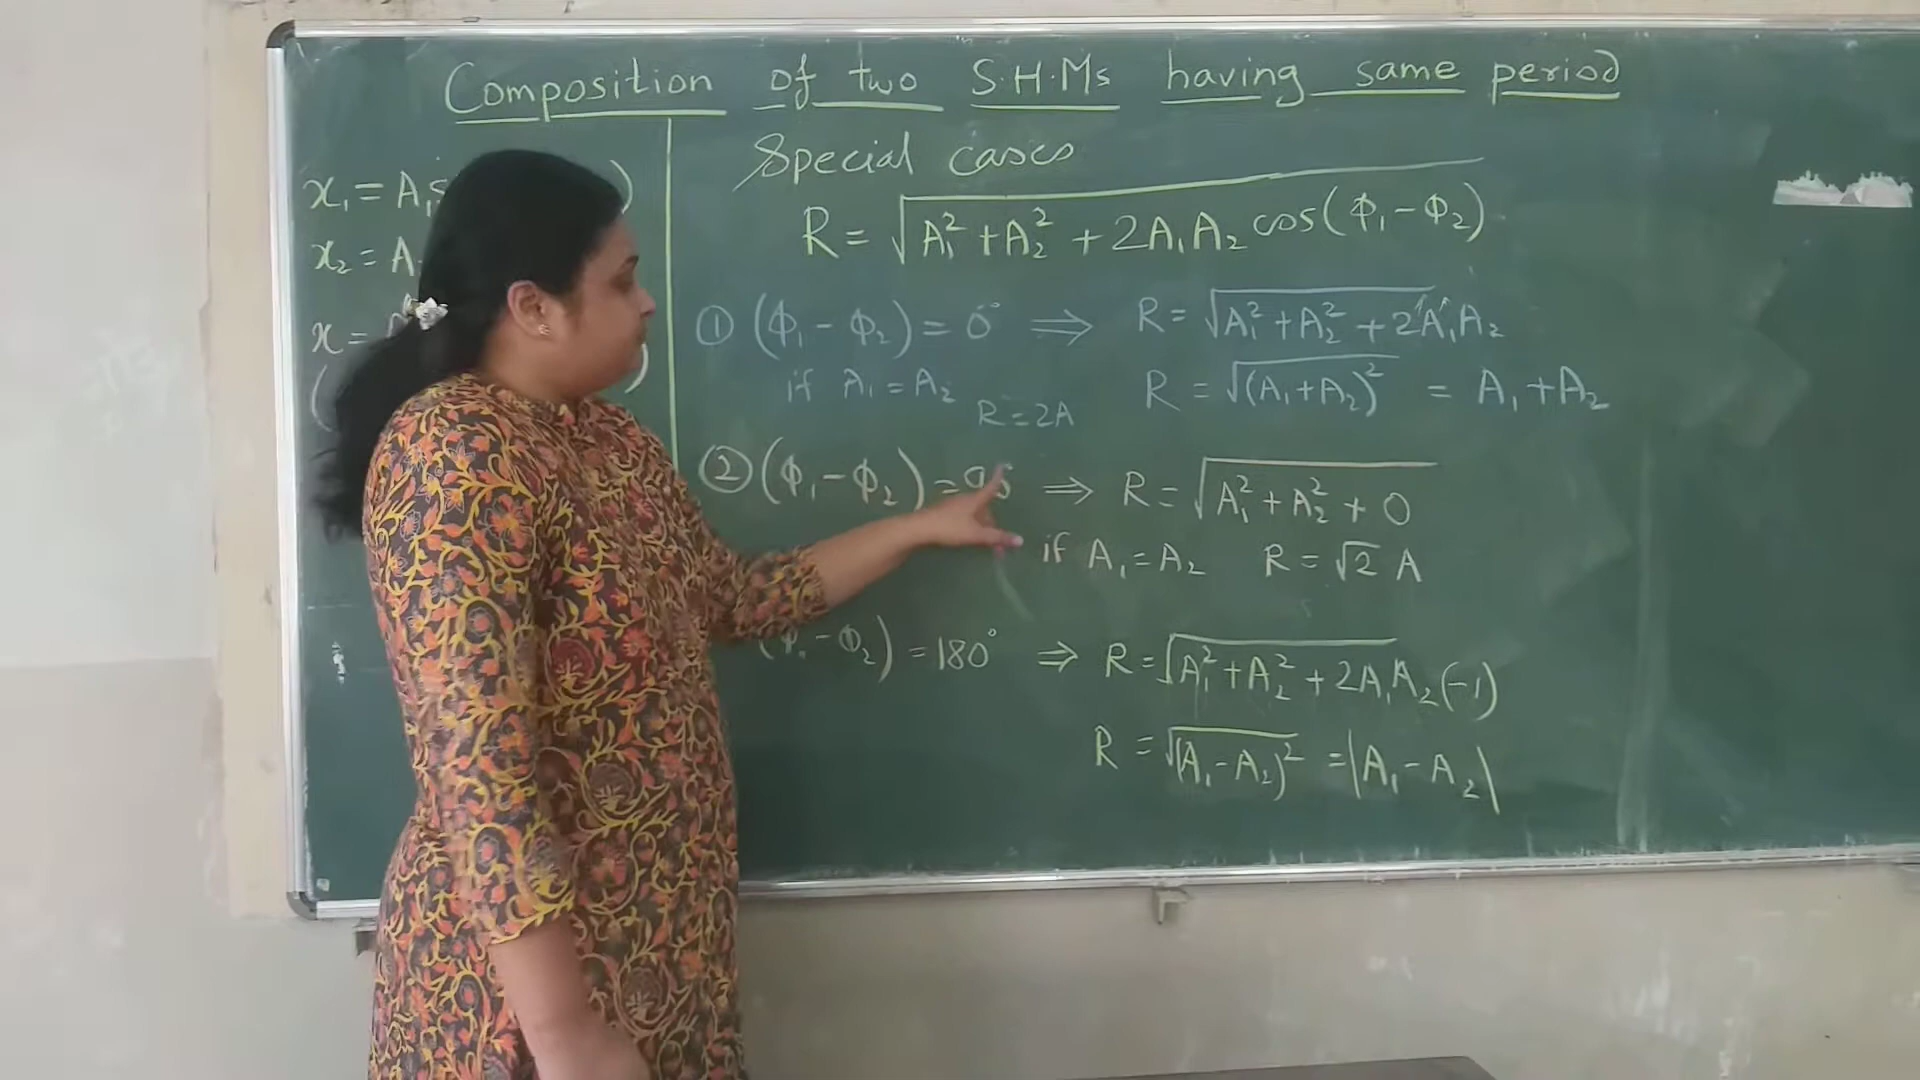 Composition of two S.H.Ms having same period
x₁ = A₁s )
x₂ = A
x =
( )
Special cases
R = √(A₁² + A₂² + 2A₁A₂ cos(Φ₁ - Φ₂))
① (Φ₁ - Φ₂) = 0° ⇒ R = √(A₁² + A₂² + 2A₁A₂)
if A₁ = A₂ R = 2A R = √((A₁ + A₂)²) = A₁ + A₂
② (Φ₁ - Φ₂) = 9 ⇒ R = √(A₁² + A₂² + 0)
if A₁ = A₂ R = √2 A
(Φ₁ - Φ₂) = 180° ⇒ R = √(A₁² + A₂² + 2A₁A₂(-1))
R = √((A₁ - A₂)²) = |A₁ - A₂|